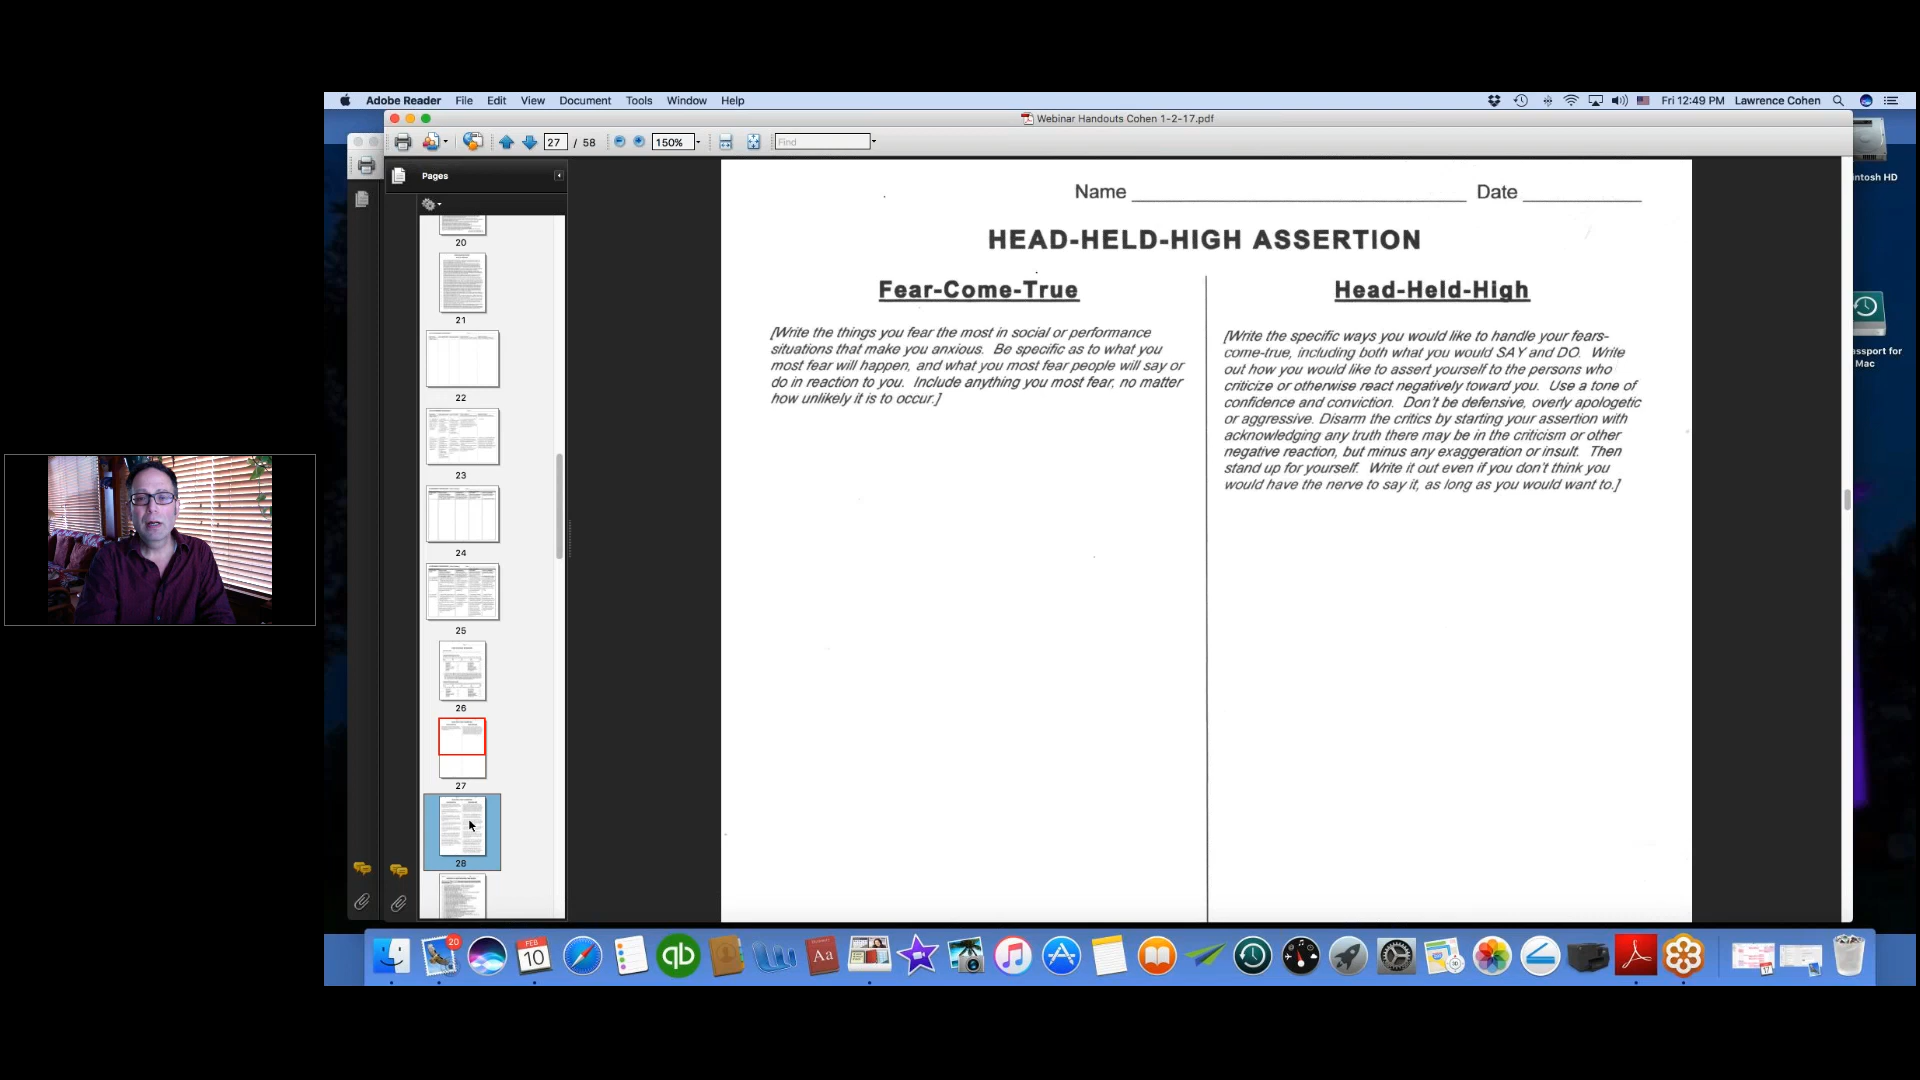 Adobe Reader File Edit View Document Tools Window Help
Fri 12:49 PM Lawrence Cohen
Webinar Handouts Cohen 1-2-17.pdf
27 / 58 150% Find
Pages
20
21
22
23
24
25
26
27
28
Name Date
HEAD-HELD-HIGH ASSERTION
Fear-Come-True
[Write the things you fear the most in social or performance
situations that make you anxious. Be specific as to what you
most fear will happen, and what you most fear people will say or
do in reaction to you. Include anything you most fear, no matter
how unlikely it is to occur.]
Head-Held-High
[Write the specific ways you would like to handle your fears-
come-true, including both what you would SAY and DO. Write
out how you would like to assert yourself to the persons who
criticize or otherwise react negatively toward you. Use a tone of
confidence and conviction. Don't be defensive, overly apologetic
or aggressive. Disarm the critics by starting your assertion with
acknowledging any truth there may be in the criticism or other
negative reaction, but minus any exaggeration or insult. Then
stand up for yourself. Write it out even if you don't think you
would have the nerve to say it, as long as you would want to.]
intosh HD
assport for
Mac
20
FEB
10
qb
Aa
17